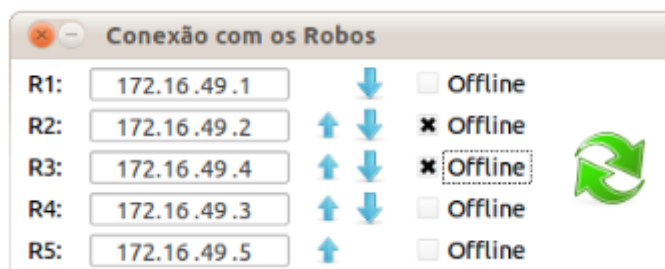 Conexão com os Robos
R1: 172.16.49.1 Offline
R2: 172.16.49.2 Offline
R3: 172.16.49.4 Offline
R4: 172.16.49.3 Offline
R5: 172.16.49.5 Offline